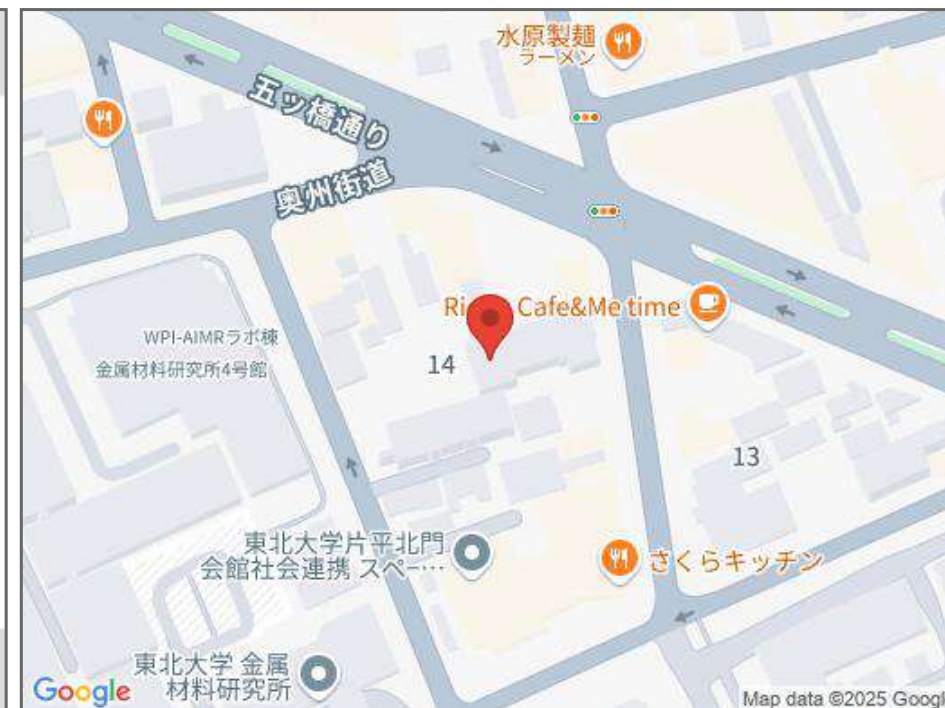 水原製麺
ラーメン
五ツ橋通り
奥州街道
Cafe&Me time
WPI-AIMRラボ棟
金属材料研究所4号館
14
13
東北大学片平北門
会館社会連携 スペー…
さくらキッチン
東北大学 金属
材料研究所
Google
Map data ©2025 Googl